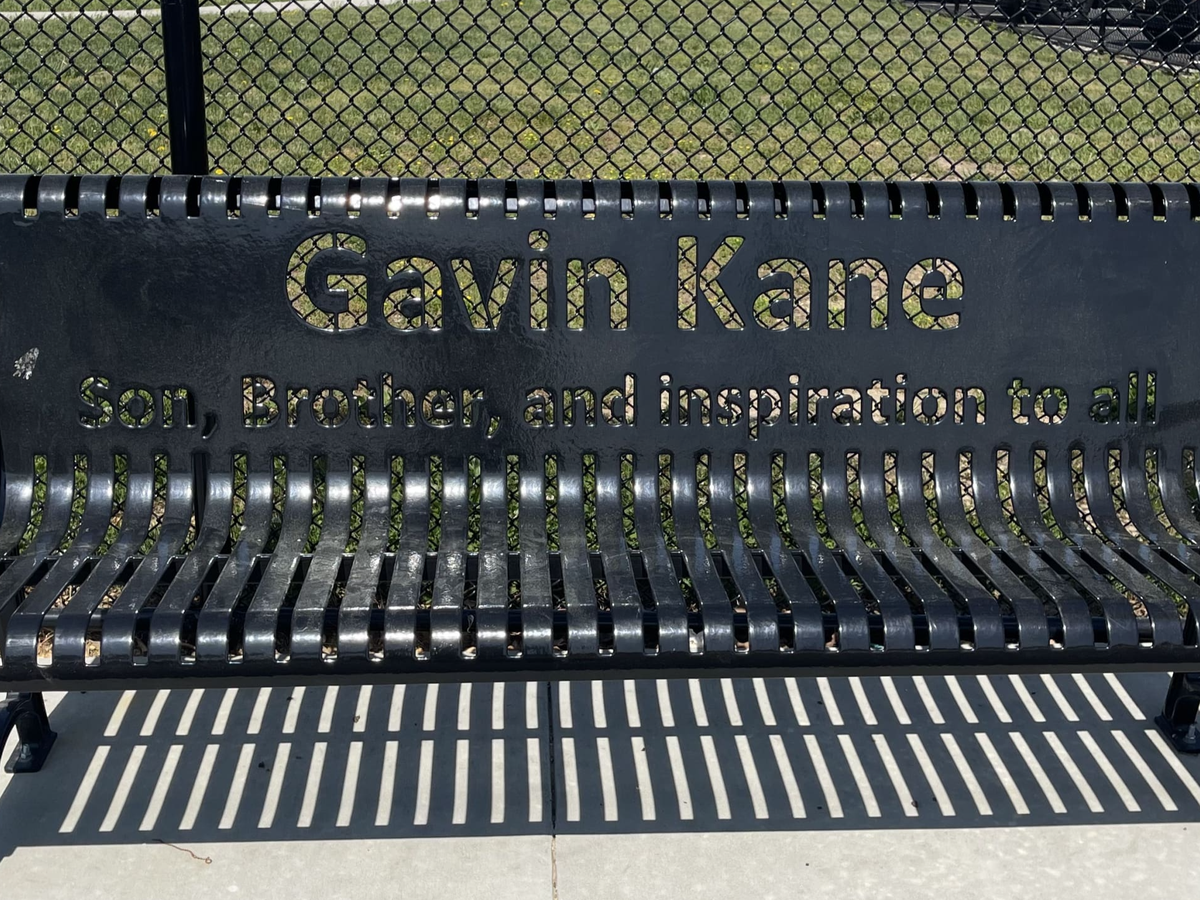 Gavin Kane
Son, Brother, and inspiration to all